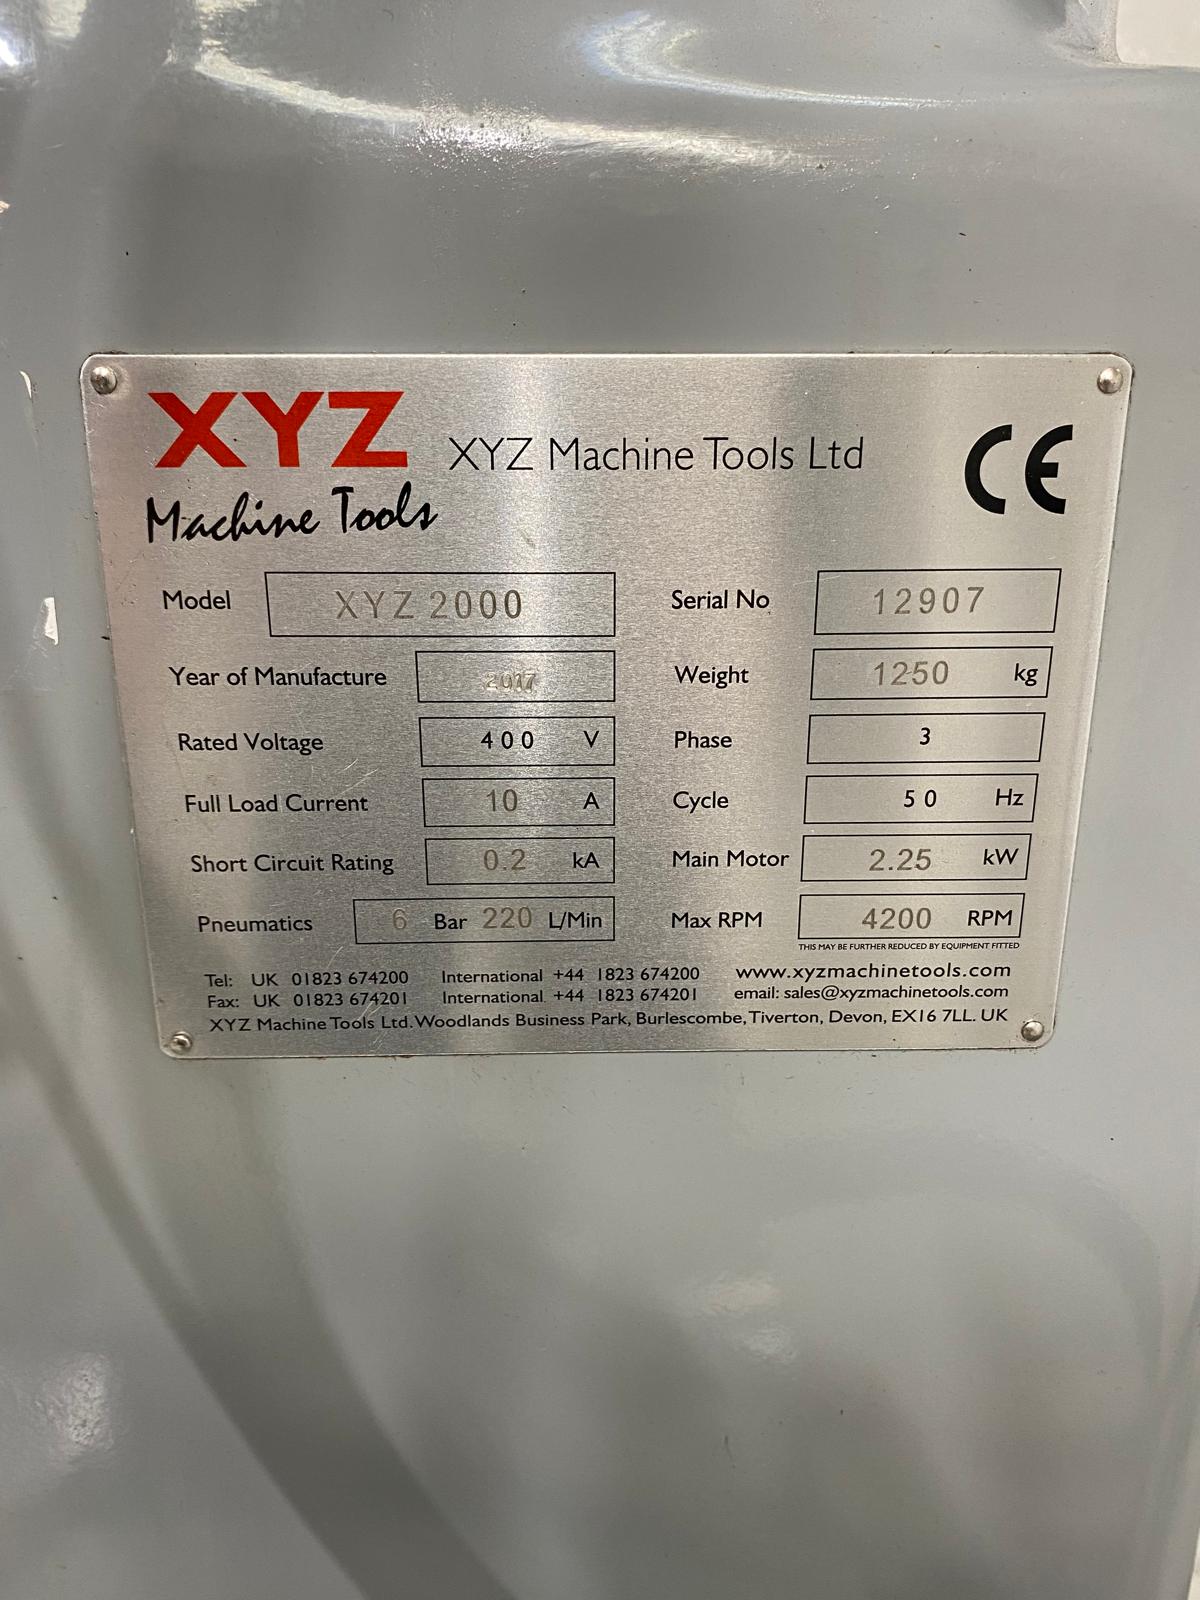 XYZ XYZ Machine Tools Ltd CE
Machine Tools
Model XYZ 2000 Serial No 12907
Year of Manufacture 2017 Weight 1250 kg
Rated Voltage 400 V Phase 3
Full Load Current 10 A Cycle 50 Hz
Short Circuit Rating 0.2 kA Main Motor 2.25 kW
Pneumatics 6 Bar 220 L/Min Max RPM 4200 RPM
THIS MAY BE FURTHER REDUCED BY EQUIPMENT FITTED
Tel: UK 01823 674200 International +44 1823 674200 www.xyzmachinetools.com
Fax: UK 01823 674201 International +44 1823 674201 email: sales@xyzmachinetools.com
XYZ Machine Tools Ltd. Woodlands Business Park, Burlescombe, Tiverton, Devon, EX16 7LL. UK